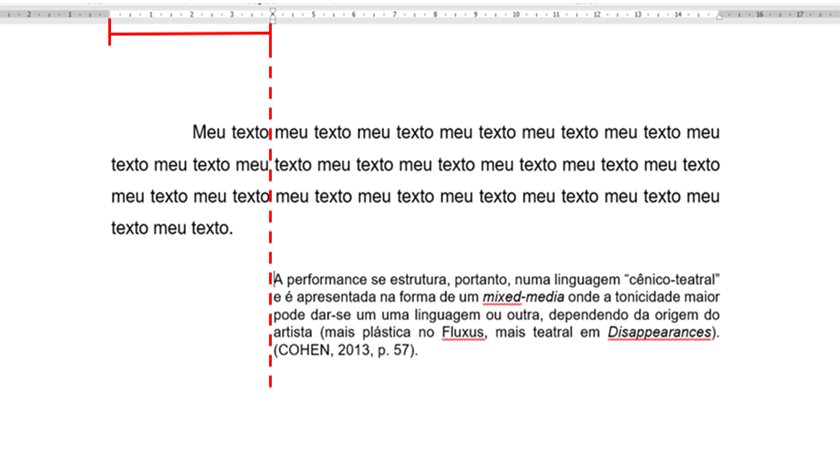 2 1 1 2 3 5 6 7 8 9 10 11 12 13 14 16 17
Meu texto meu texto meu texto meu texto meu texto meu texto meu
texto meu texto meu texto meu texto meu texto meu texto meu texto
meu texto meu texto meu texto meu texto meu texto meu texto meu
texto meu texto.
A performance se estrutura, portanto, numa linguagem “cênico-teatral”
e é apresentada na forma de um mixed-media onde a tonicidade maior
pode dar-se um uma linguagem ou outra, dependendo da origem do
artista (mais plástica no Fluxus, mais teatral em Disappearances).
(COHEN, 2013, p. 57).